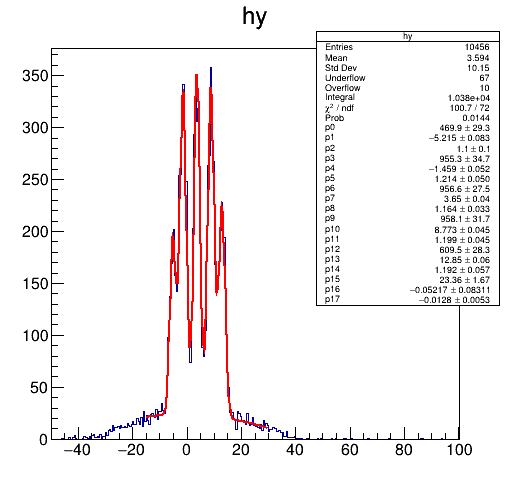 hy
hy
Entries 10456
Mean 3.594
Std Dev 10.15
Underflow 67
Overflow 10
Integral 1.038e+04
χ² / ndf 100.7 / 72
Prob 0.0144
p0 469.9 ± 29.3
p1 −5.215 ± 0.083
p2 1.1 ± 0.1
p3 955.3 ± 34.7
p4 −1.459 ± 0.052
p5 1.214 ± 0.050
p6 956.6 ± 27.5
p7 3.65 ± 0.04
p8 1.164 ± 0.033
p9 958.1 ± 31.7
p10 8.773 ± 0.045
p11 1.199 ± 0.045
p12 609.5 ± 28.3
p13 12.85 ± 0.06
p14 1.192 ± 0.057
p15 23.36 ± 1.67
p16 −0.05217 ± 0.08311
p17 −0.0128 ± 0.0053
350
300
250
200
150
100
50
0
−40 −20 0 20 40 60 80 100